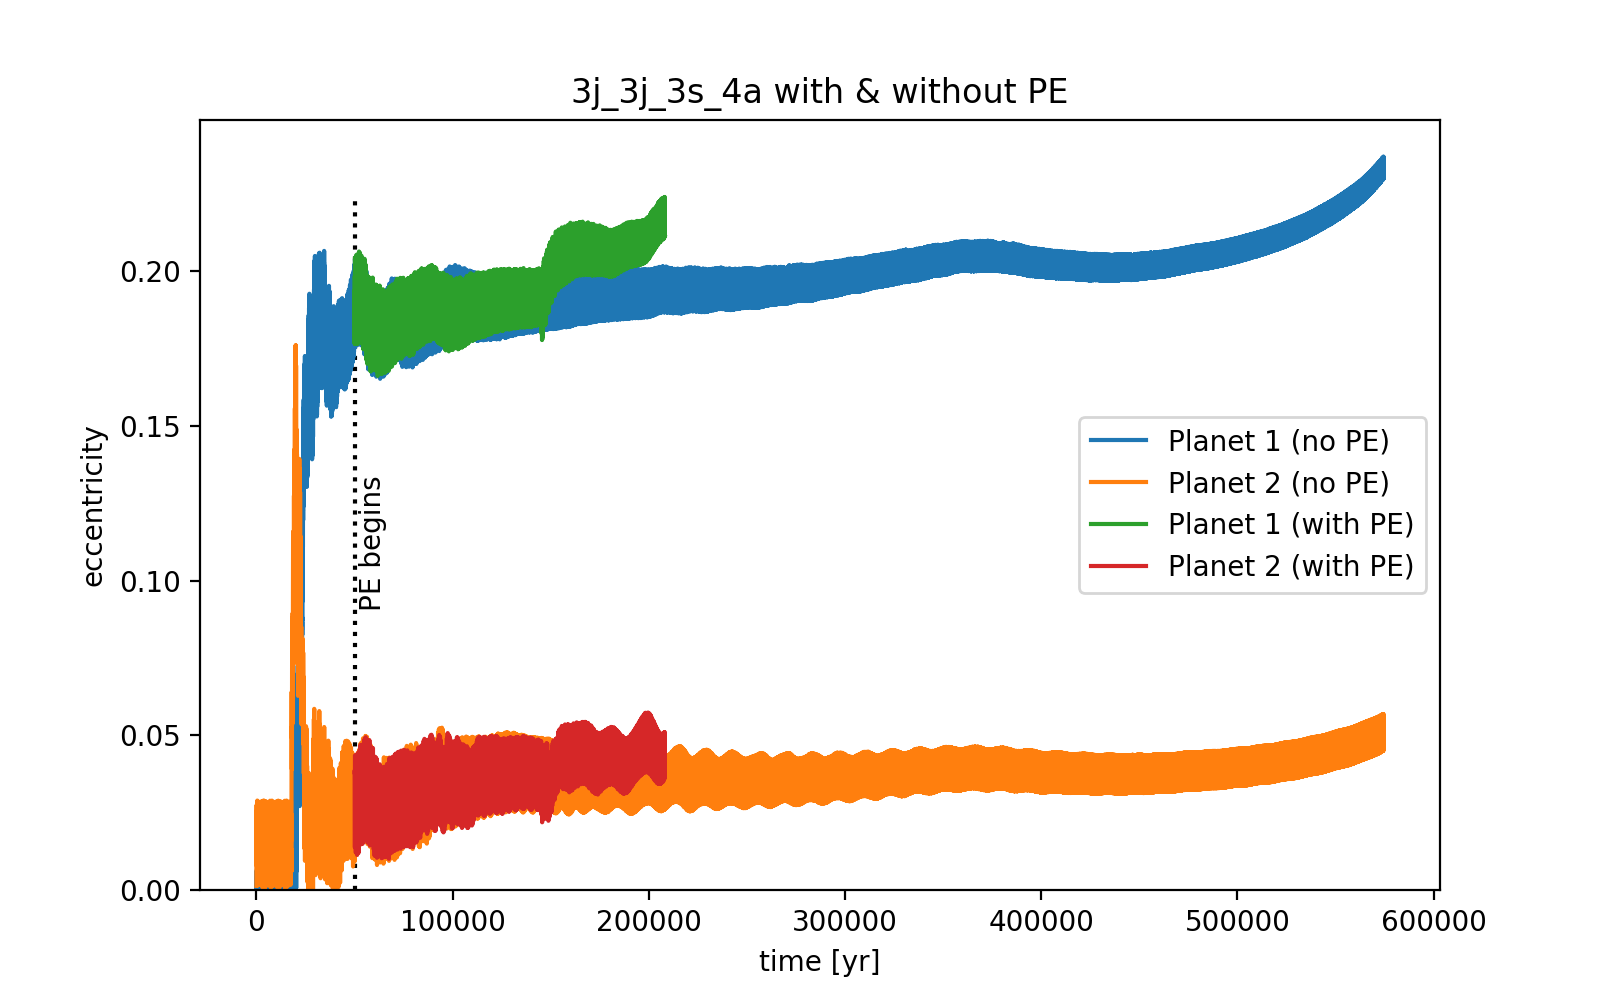 3j_3j_3s_4a with & without PE
eccentricity
0.20
0.15
0.10
0.05
0.00
PE begins
Planet 1 (no PE)
Planet 2 (no PE)
Planet 1 (with PE)
Planet 2 (with PE)
0 100000 200000 300000 400000 500000 600000
time [yr]